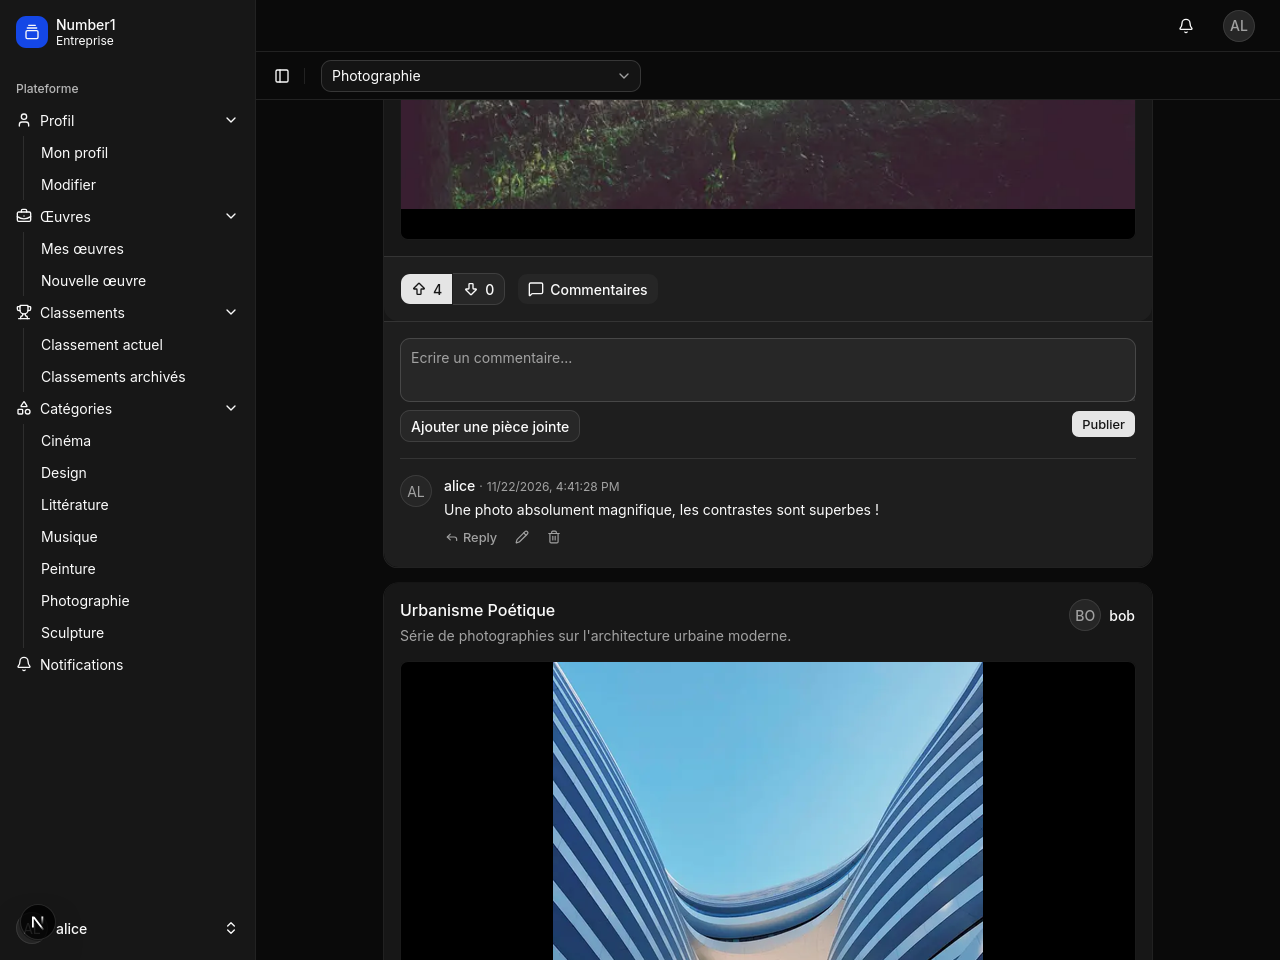 Number1
Entreprise
Plateforme
Profil
Mon profil
Modifier
Œuvres
Mes œuvres
Nouvelle œuvre
Classements
Classement actuel
Classements archivés
Catégories
Cinéma
Design
Littérature
Musique
Peinture
Photographie
Sculpture
Notifications
N
alice
AL
Photographie
4
0
Commentaires
Ecrire un commentaire...
Ajouter une pièce jointe
Publier
AL
alice · 11/22/2026, 4:41:28 PM
Une photo absolument magnifique, les contrastes sont superbes !
Reply
Urbanisme Poétique
Série de photographies sur l'architecture urbaine moderne.
BO
bob